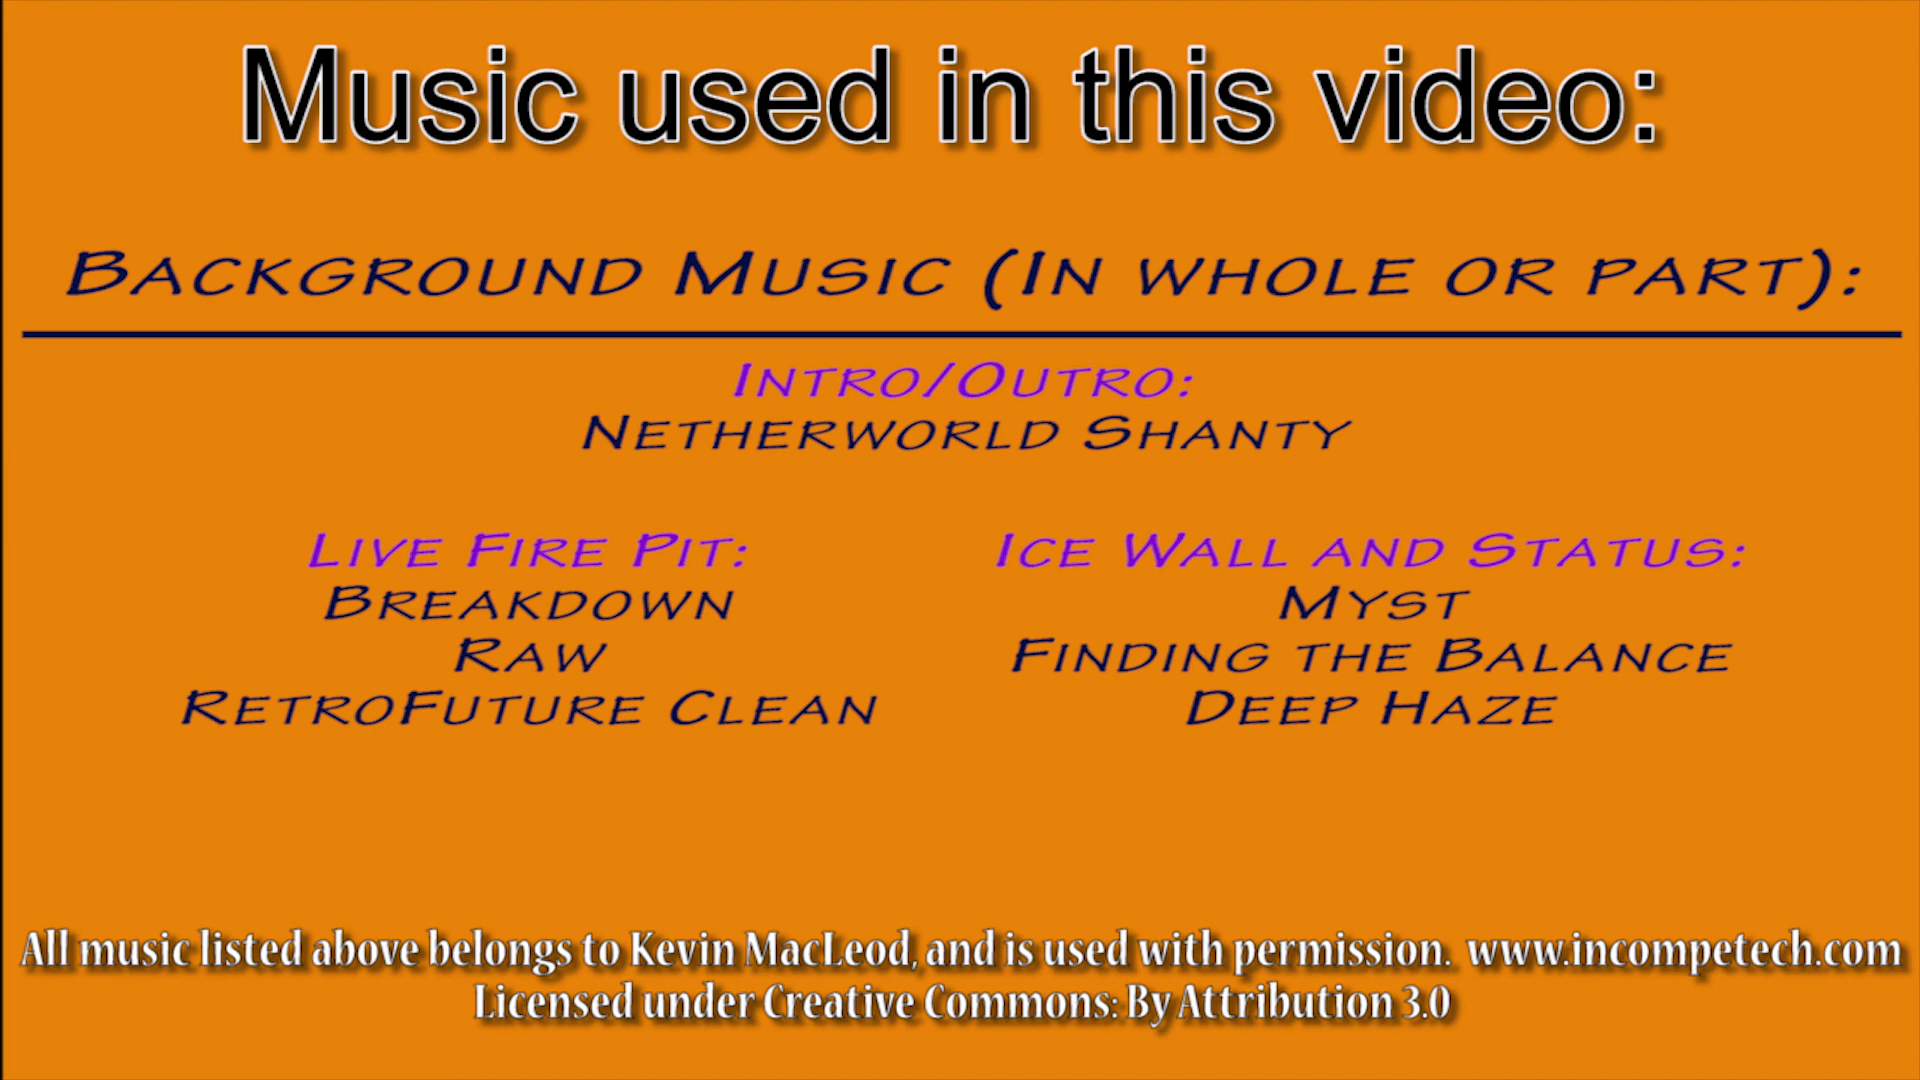 Music used in this video:
Background Music (In whole or part):
Intro/Outro:
Netherworld Shanty
Live Fire Pit:
Breakdown
Raw
RetroFuture Clean
Ice Wall and Status:
Myst
Finding the Balance
Deep Haze
All music listed above belongs to Kevin MacLeod, and is used with permission. www.incompetech.com
Licensed under Creative Commons: By Attribution 3.0